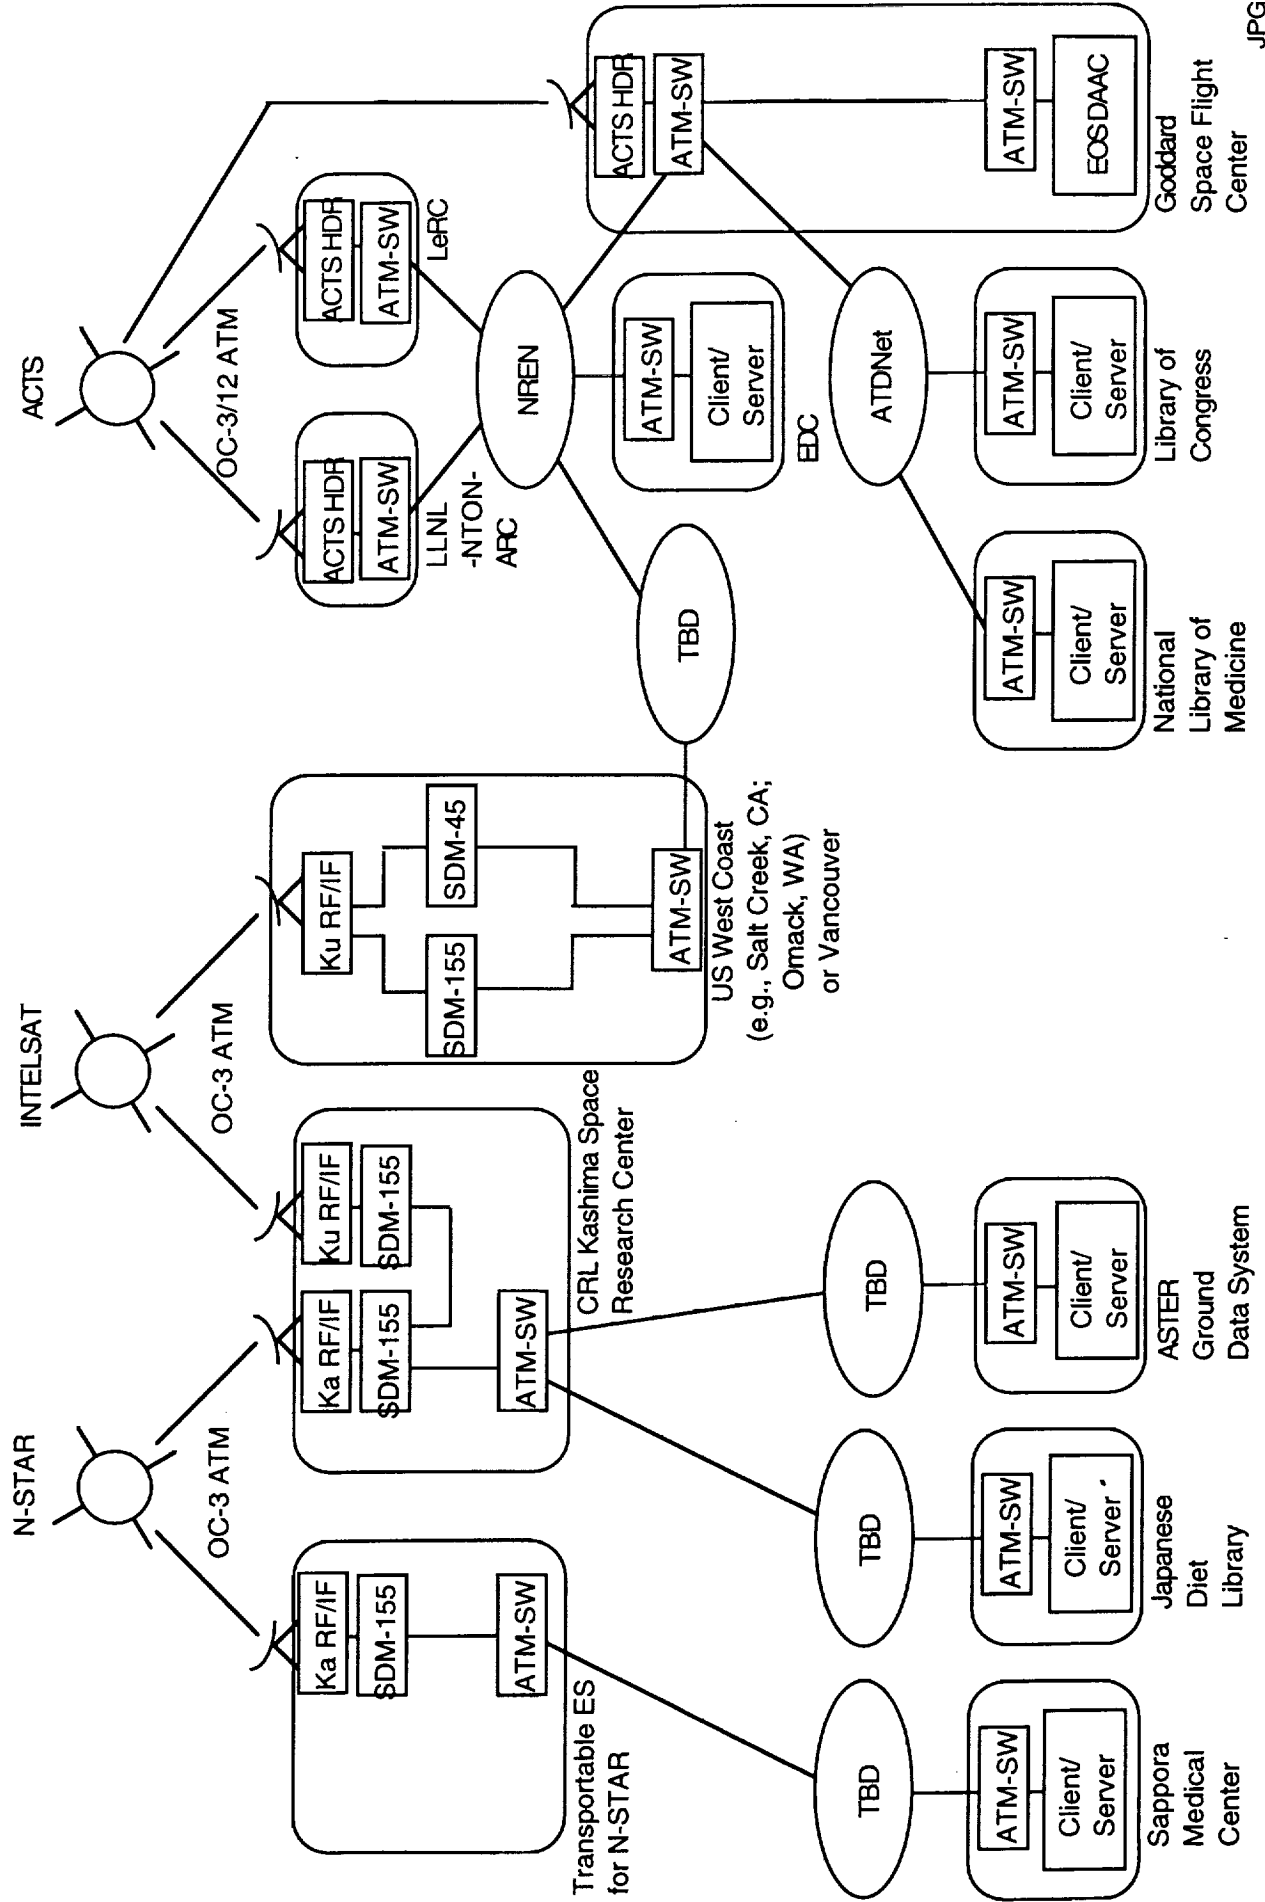 N-STAR
INTELSAT
ACTS
OC-3 ATM
OC-3 ATM
OC-3/12 ATM
Ka RF/IF
SDM-155
ATM-SW
Transportable ES
for N-STAR
Ka RF/IF
SDM-155
Ku RF/IF
SDM-155
ATM-SW
CRL Kashima Space
Research Center
Ku RF/IF
SDM-155
SDM-45
ATM-SW
US West Coast
(e.g., Salt Creek, CA;
Omack, WA)
or Vancouver
ACTS HDR
ATM-SW
LLNL
-NTON-
ARC
ACTS HDR
ATM-SW
LeRC
NREN
TBD
ATM-SW
Client/
Server
EDC
ACTS HDR
ATM-SW
ATM-SW
EOSDAAC
Goddard
Space Flight
Center
ATDNet
TBD
ATM-SW
Client/
Server
Sappora
Medical
Center
TBD
ATM-SW
Client/
Server
Japanese
Diet
Library
TBD
ATM-SW
Client/
Server
ASTER
Ground
Data System
ATM-SW
Client/
Server
National
Library of
Medicine
ATM-SW
Client/
Server
Library of
Congress
JPG